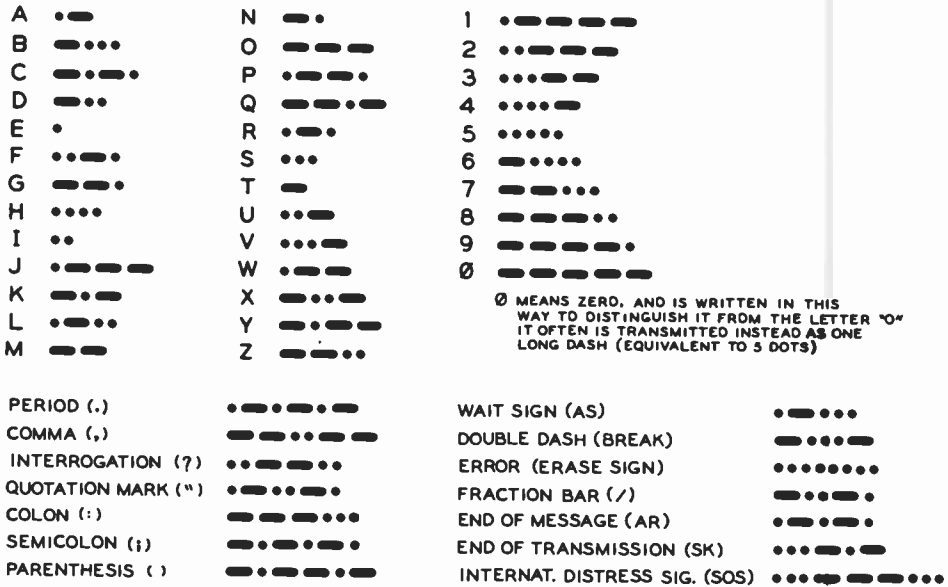 A •—
B —•••
C —•—•
D —••
E •
F ••—•
G ——•
H ••••
I ••
J •———
K —•—
L •—••
M ——
N —•
O ———
P •——•
Q ——•—
R •—•
S •••
T —
U ••—
V •••—
W •——
X —••—
Y —•——
Z ——••
1 •————
2 ••———
3 •••——
4 ••••—
5 •••••
6 —••••
7 ——•••
8 ———••
9 ————•
Ø —————
Ø MEANS ZERO, AND IS WRITTEN IN THIS
WAY TO DISTINGUISH IT FROM THE LETTER "O"
IT OFTEN IS TRANSMITTED INSTEAD AS ONE
LONG DASH (EQUIVALENT TO 5 DOTS)
PERIOD (.) •—•—•—
COMMA (,) ——••——
INTERROGATION (?) ••——••
QUOTATION MARK (") •—••—•
COLON (:) ———•••
SEMICOLON (;) —•—•—•
PARENTHESIS ( ) —•——•—
WAIT SIGN (AS) •—•••
DOUBLE DASH (BREAK) —•••—
ERROR (ERASE SIGN) ••••••••
FRACTION BAR (/) —••—•
END OF MESSAGE (AR) •—•—•
END OF TRANSMISSION (SK) •••—•—
INTERNAT. DISTRESS SIG. (SOS) •••———•••